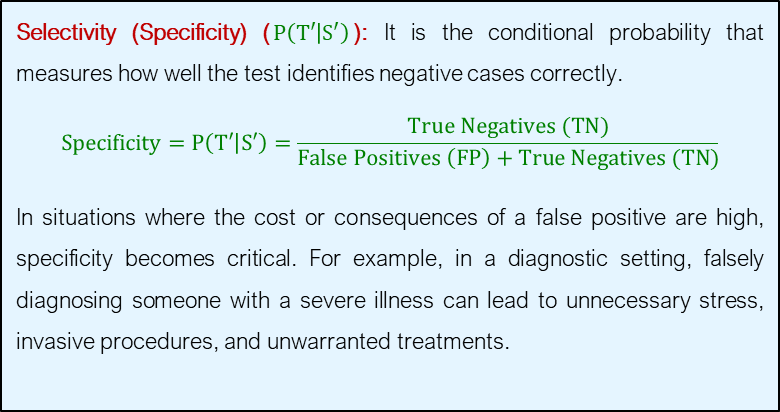 Selectivity (Specificity) (P(T′|S′)): It is the conditional probability that
measures how well the test identifies negative cases correctly.
Specificity = P(T′|S′) = True Negatives (TN) / False Positives (FP) + True Negatives (TN)
In situations where the cost or consequences of a false positive are high,
specificity becomes critical. For example, in a diagnostic setting, falsely
diagnosing someone with a severe illness can lead to unnecessary stress,
invasive procedures, and unwarranted treatments.